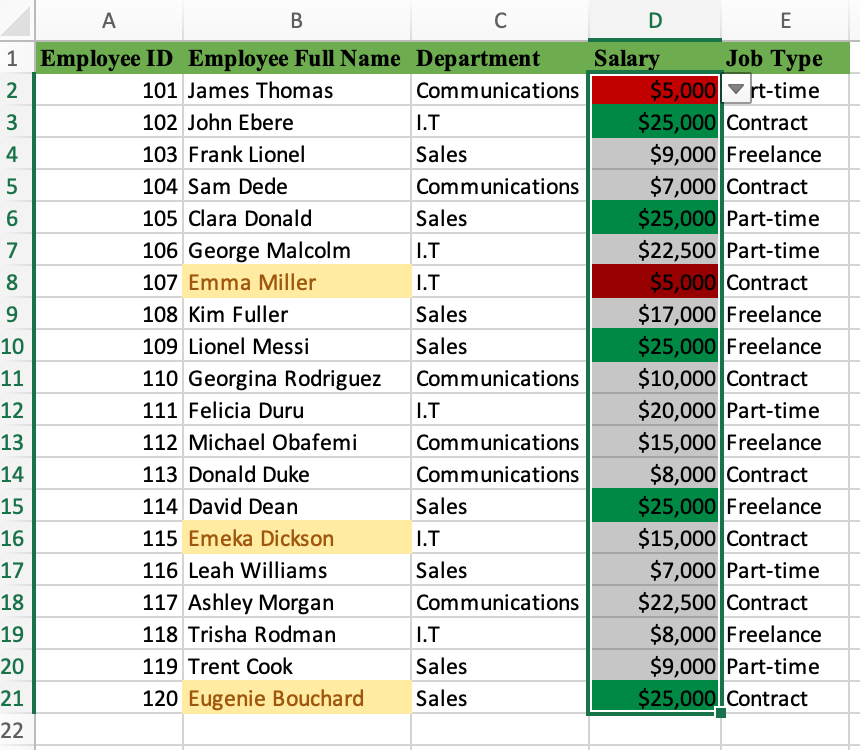 A B C D E
1 Employee ID Employee Full Name Department Salary Job Type
2 101 James Thomas Communications $5,000 rt-time
3 102 John Ebere I.T $25,000 Contract
4 103 Frank Lionel Sales $9,000 Freelance
5 104 Sam Dede Communications $7,000 Contract
6 105 Clara Donald Sales $25,000 Part-time
7 106 George Malcolm I.T $22,500 Part-time
8 107 Emma Miller I.T $5,000 Contract
9 108 Kim Fuller Sales $17,000 Freelance
10 109 Lionel Messi Sales $25,000 Freelance
11 110 Georgina Rodriguez Communications $10,000 Contract
12 111 Felicia Duru I.T $20,000 Part-time
13 112 Michael Obafemi Communications $15,000 Freelance
14 113 Donald Duke Communications $8,000 Contract
15 114 David Dean Sales $25,000 Freelance
16 115 Emeka Dickson I.T $15,000 Contract
17 116 Leah Williams Sales $7,000 Part-time
18 117 Ashley Morgan Communications $22,500 Contract
19 118 Trisha Rodman I.T $8,000 Freelance
20 119 Trent Cook Sales $9,000 Part-time
21 120 Eugenie Bouchard Sales $25,000 Contract
22